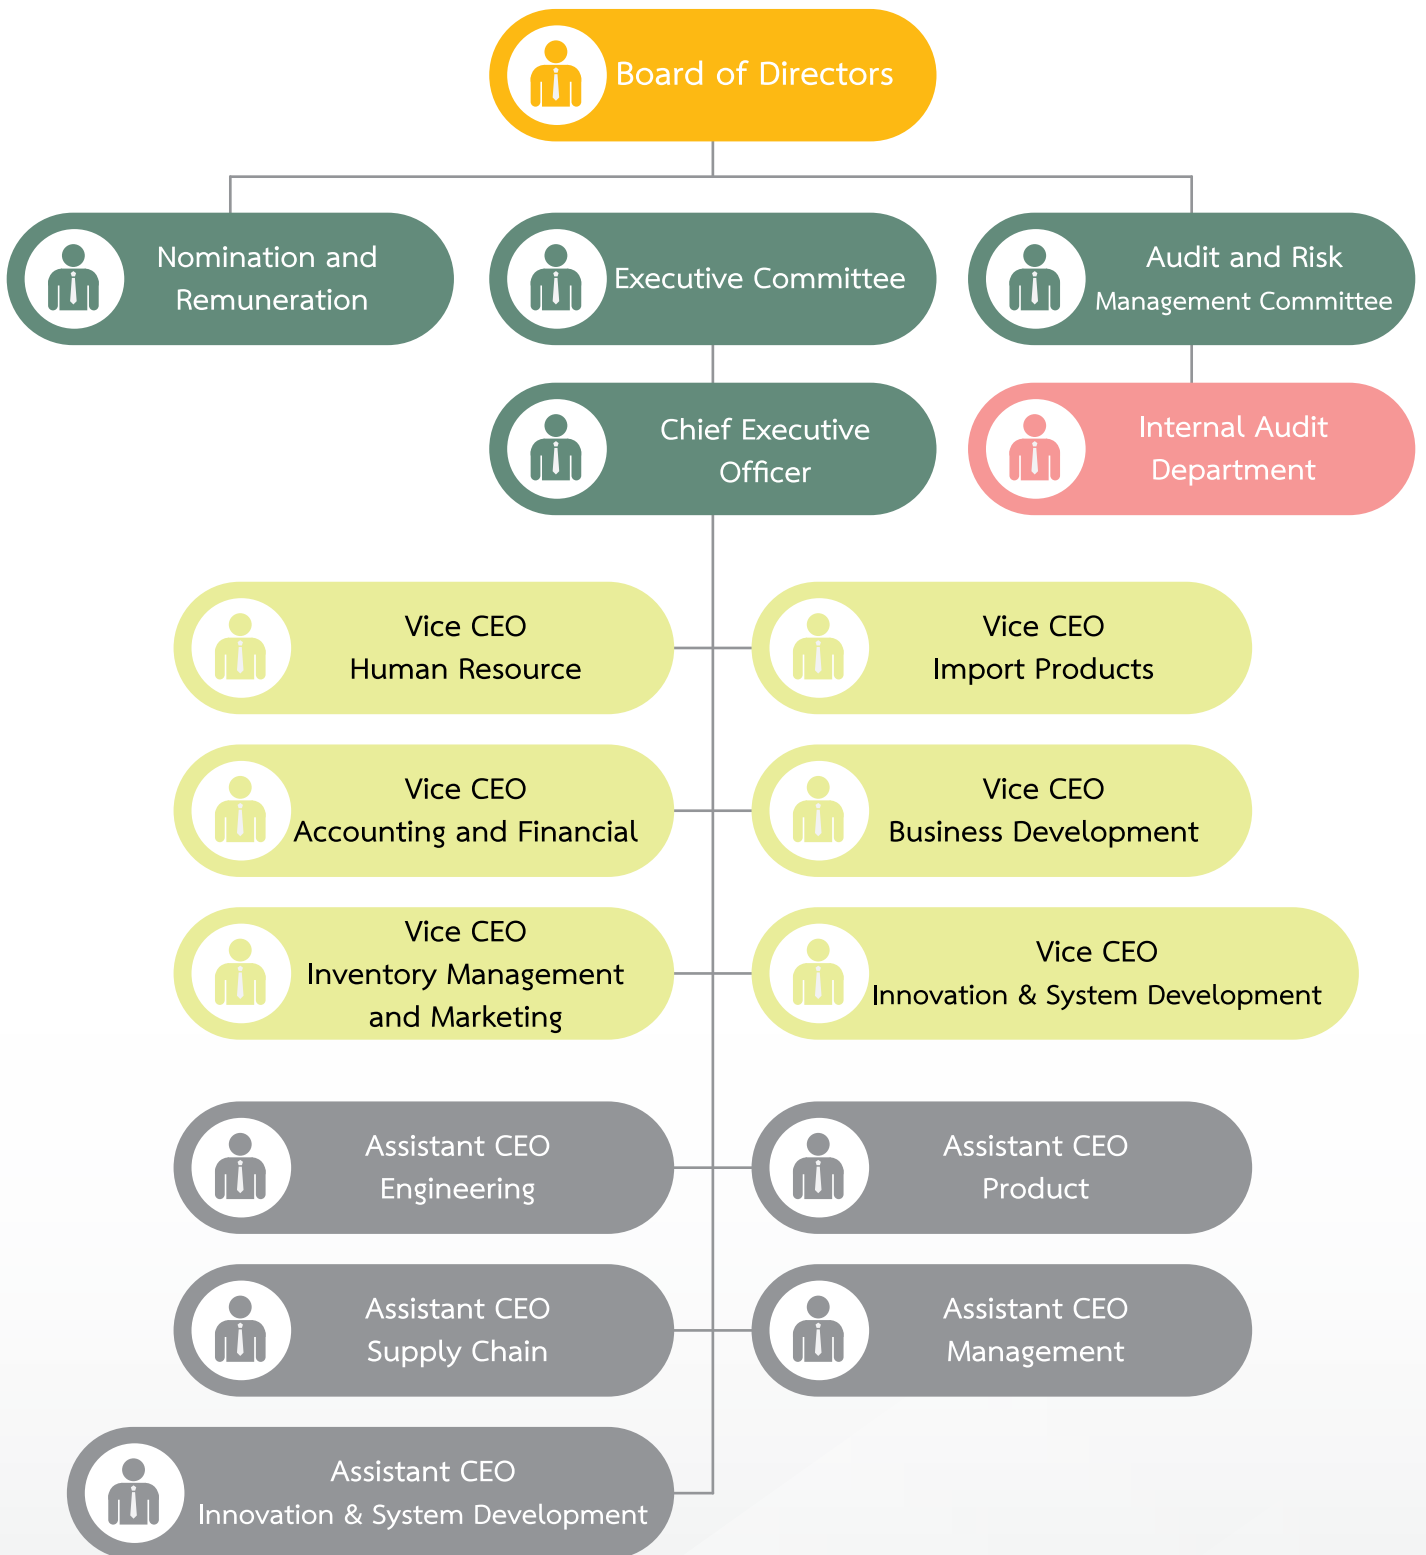 Board of Directors
Nomination and
Remuneration
Executive Committee
Audit and Risk
Management Committee
Chief Executive
Officer
Internal Audit
Department
Vice CEO
Human Resource
Vice CEO
Import Products
Vice CEO
Accounting and Financial
Vice CEO
Business Development
Vice CEO
Inventory Management
and Marketing
Vice CEO
Innovation & System Development
Assistant CEO
Engineering
Assistant CEO
Product
Assistant CEO
Supply Chain
Assistant CEO
Management
Assistant CEO
Innovation & System Development